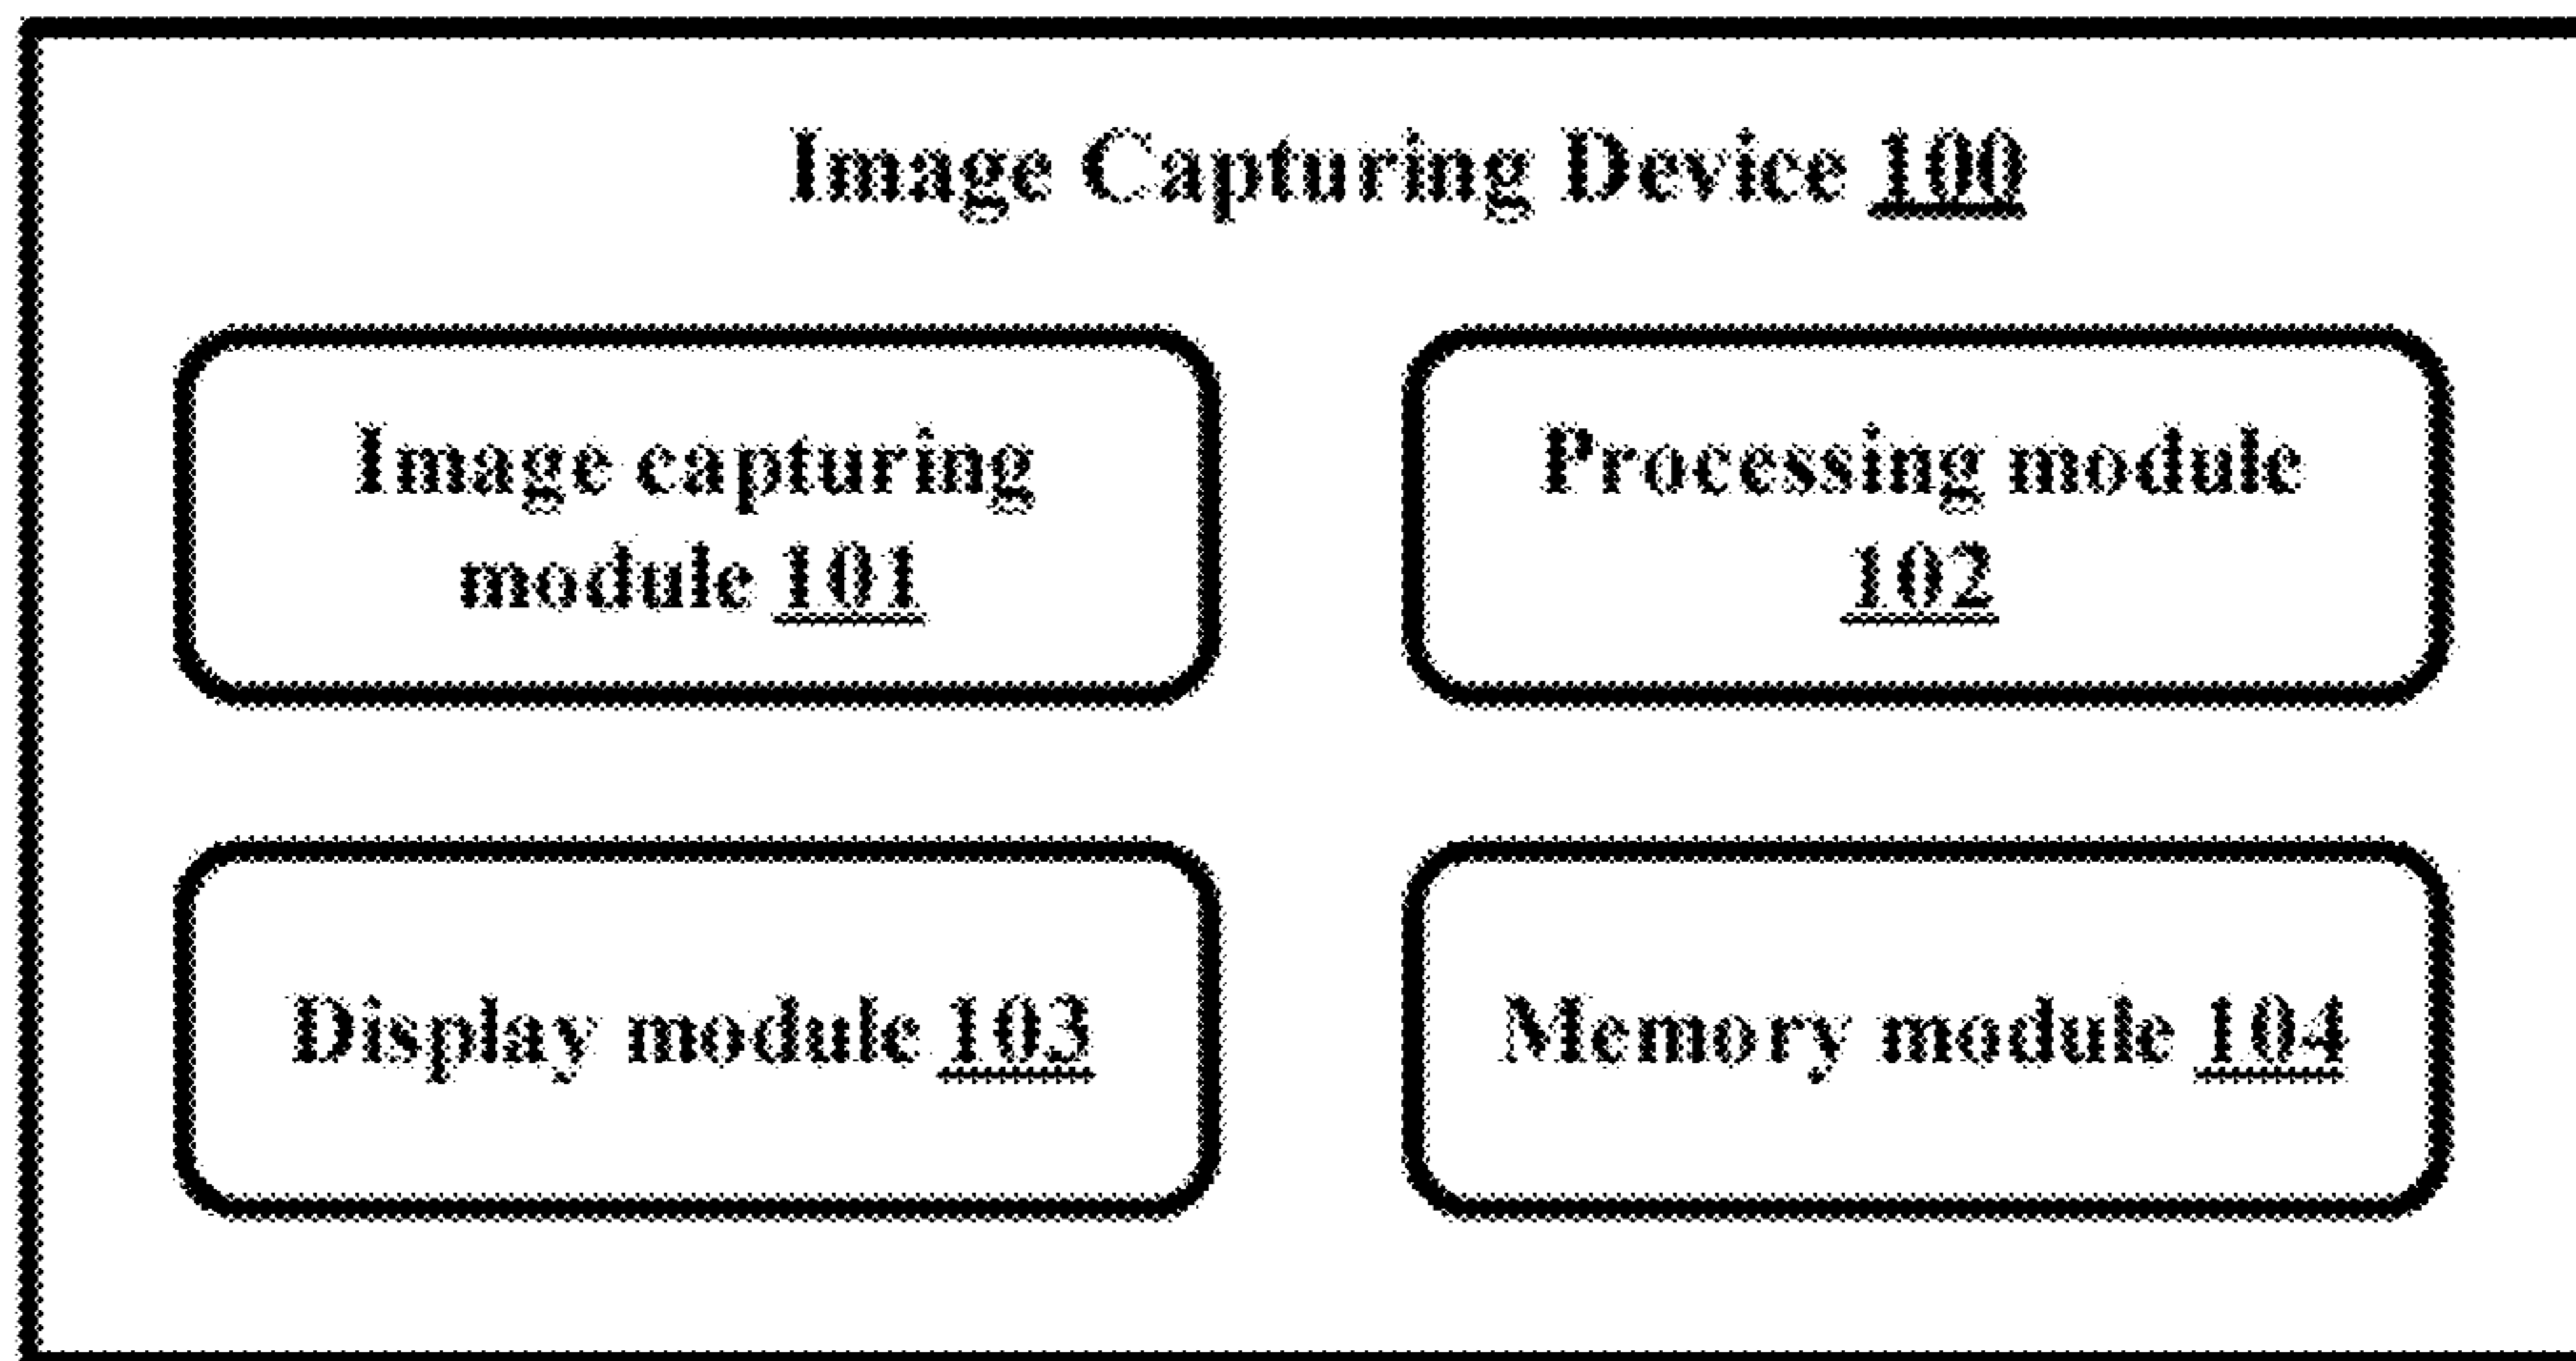 Image Capturing Device 100
Image capturing
module 101
Processing module
102
Display module 103
Memory module 104